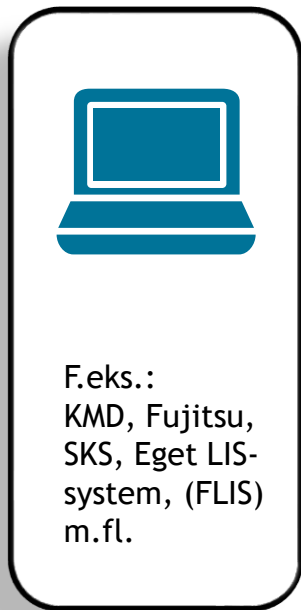 F.eks.:
KMD, Fujitsu,
SKS, Eget LIS-
system, (FLIS)
m.fl.